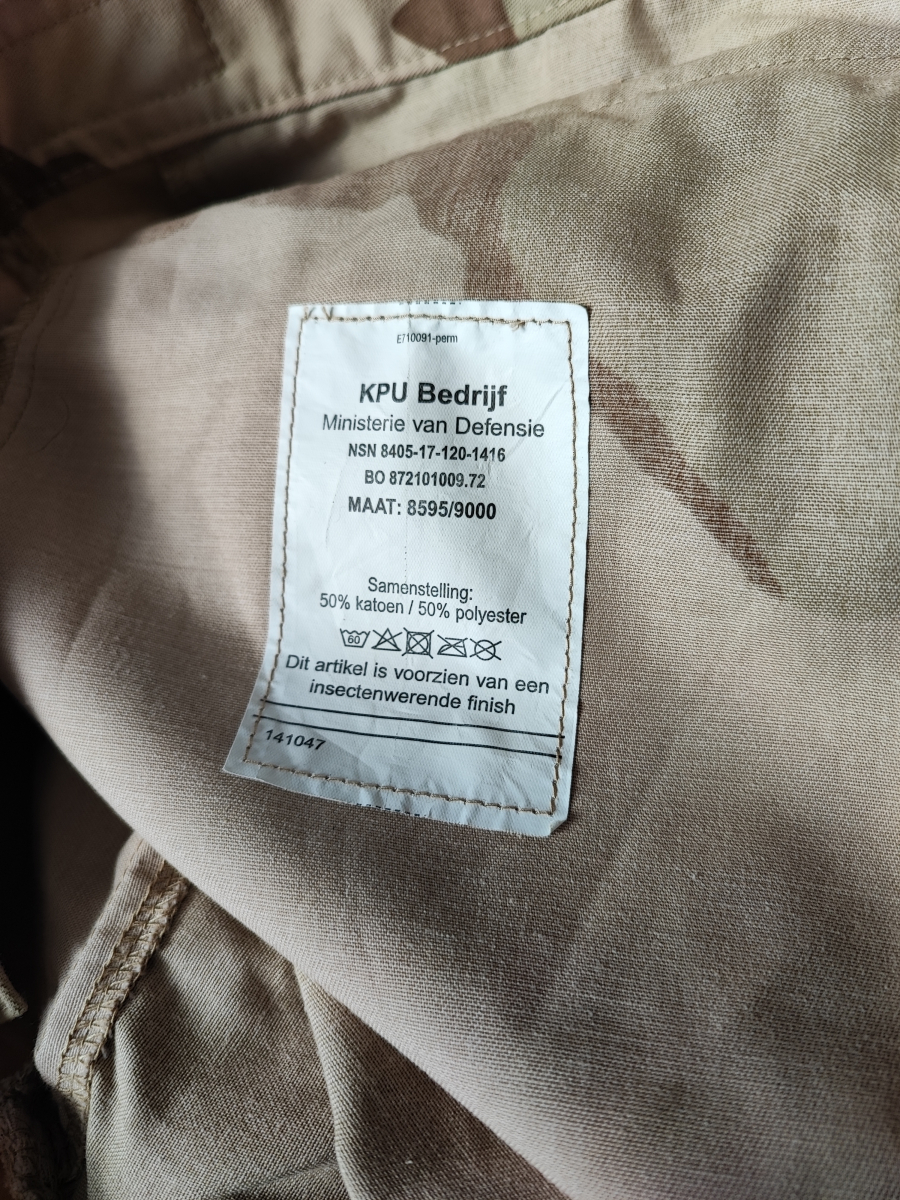 E710091-perm
KPU Bedrijf
Ministerie van Defensie
NSN 8405-17-120-1416
BO 872101009.72
MAAT: 8595/9000
Samenstelling:
50% katoen / 50% polyester
60
Dit artikel is voorzien van een
insectenwerende finish
141047